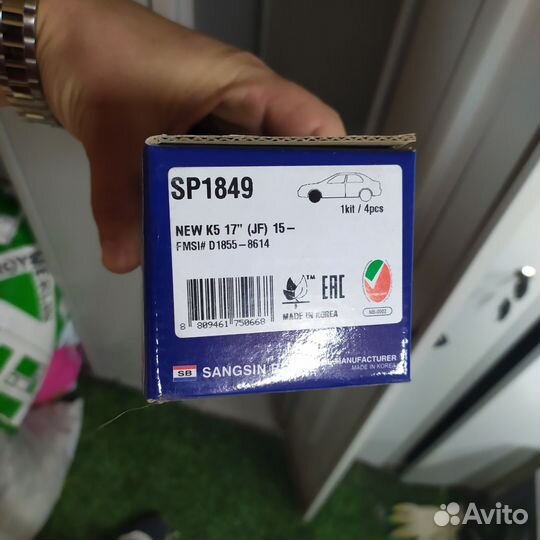 SP1849
1kit / 4pcs
NEW K5 17" (JF) 15-
FMSI# D1855-8614
TM
EAC
MADE IN KOREA
8 809461 750668
SB
SANGSIN
MANUFACTURER
MADE IN KOREA
Avito